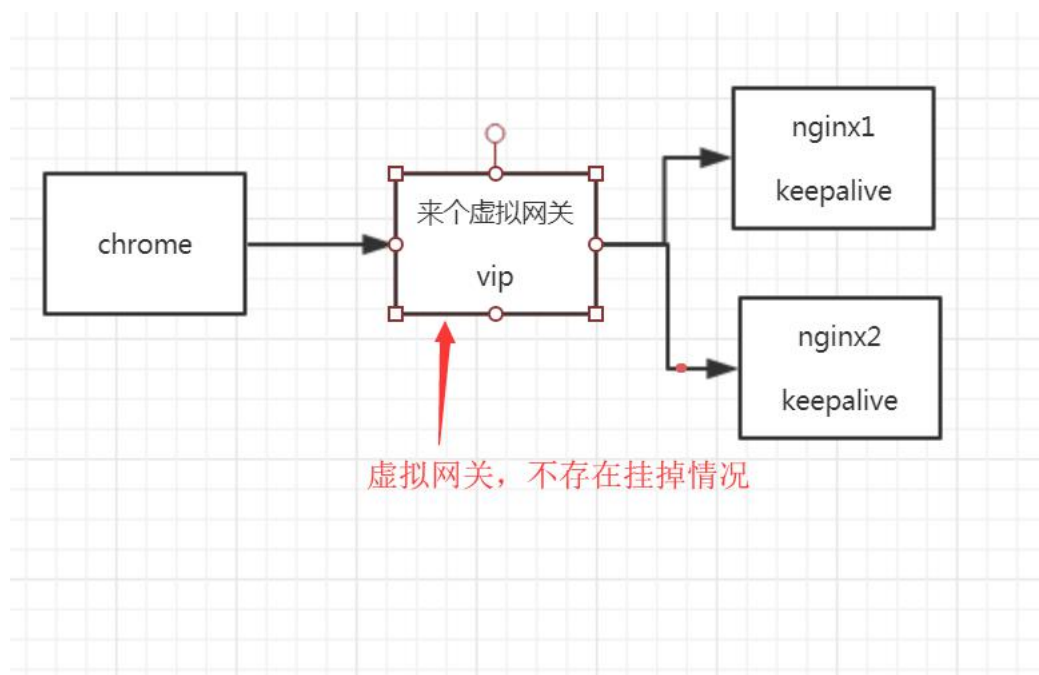 chrome
来个虚拟网关
vip
nginx1
keepalive
nginx2
keepalive
虚拟网关，不存在挂掉情况